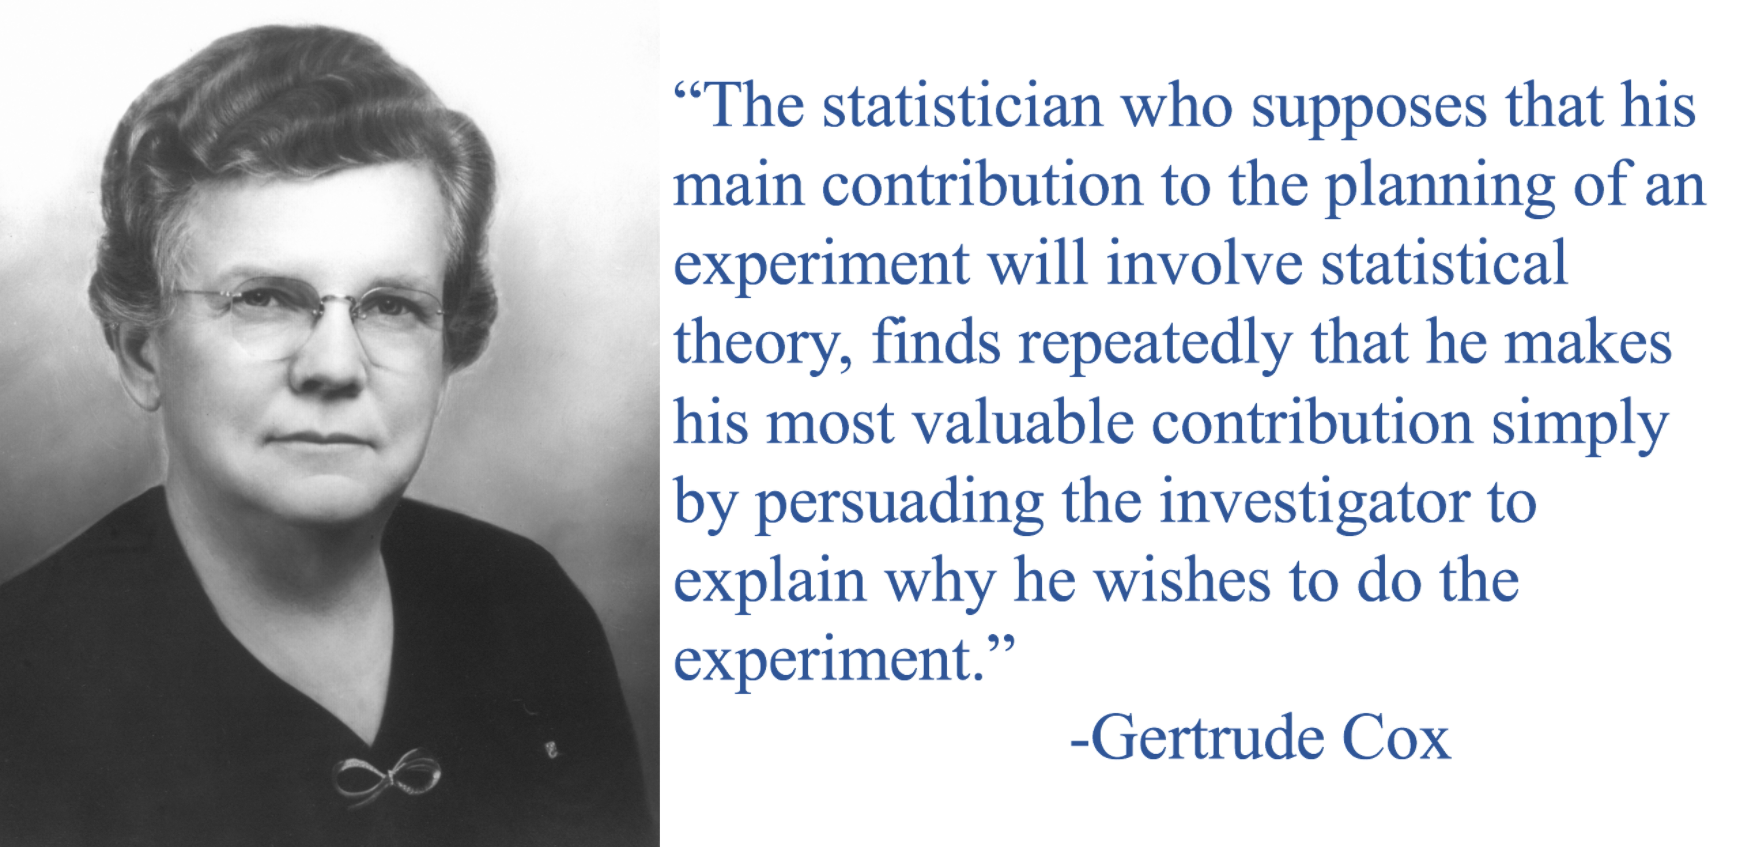 “The statistician who supposes that his
main contribution to the planning of an
experiment will involve statistical
theory, finds repeatedly that he makes
his most valuable contribution simply
by persuading the investigator to
explain why he wishes to do the
experiment.”
-Gertrude Cox